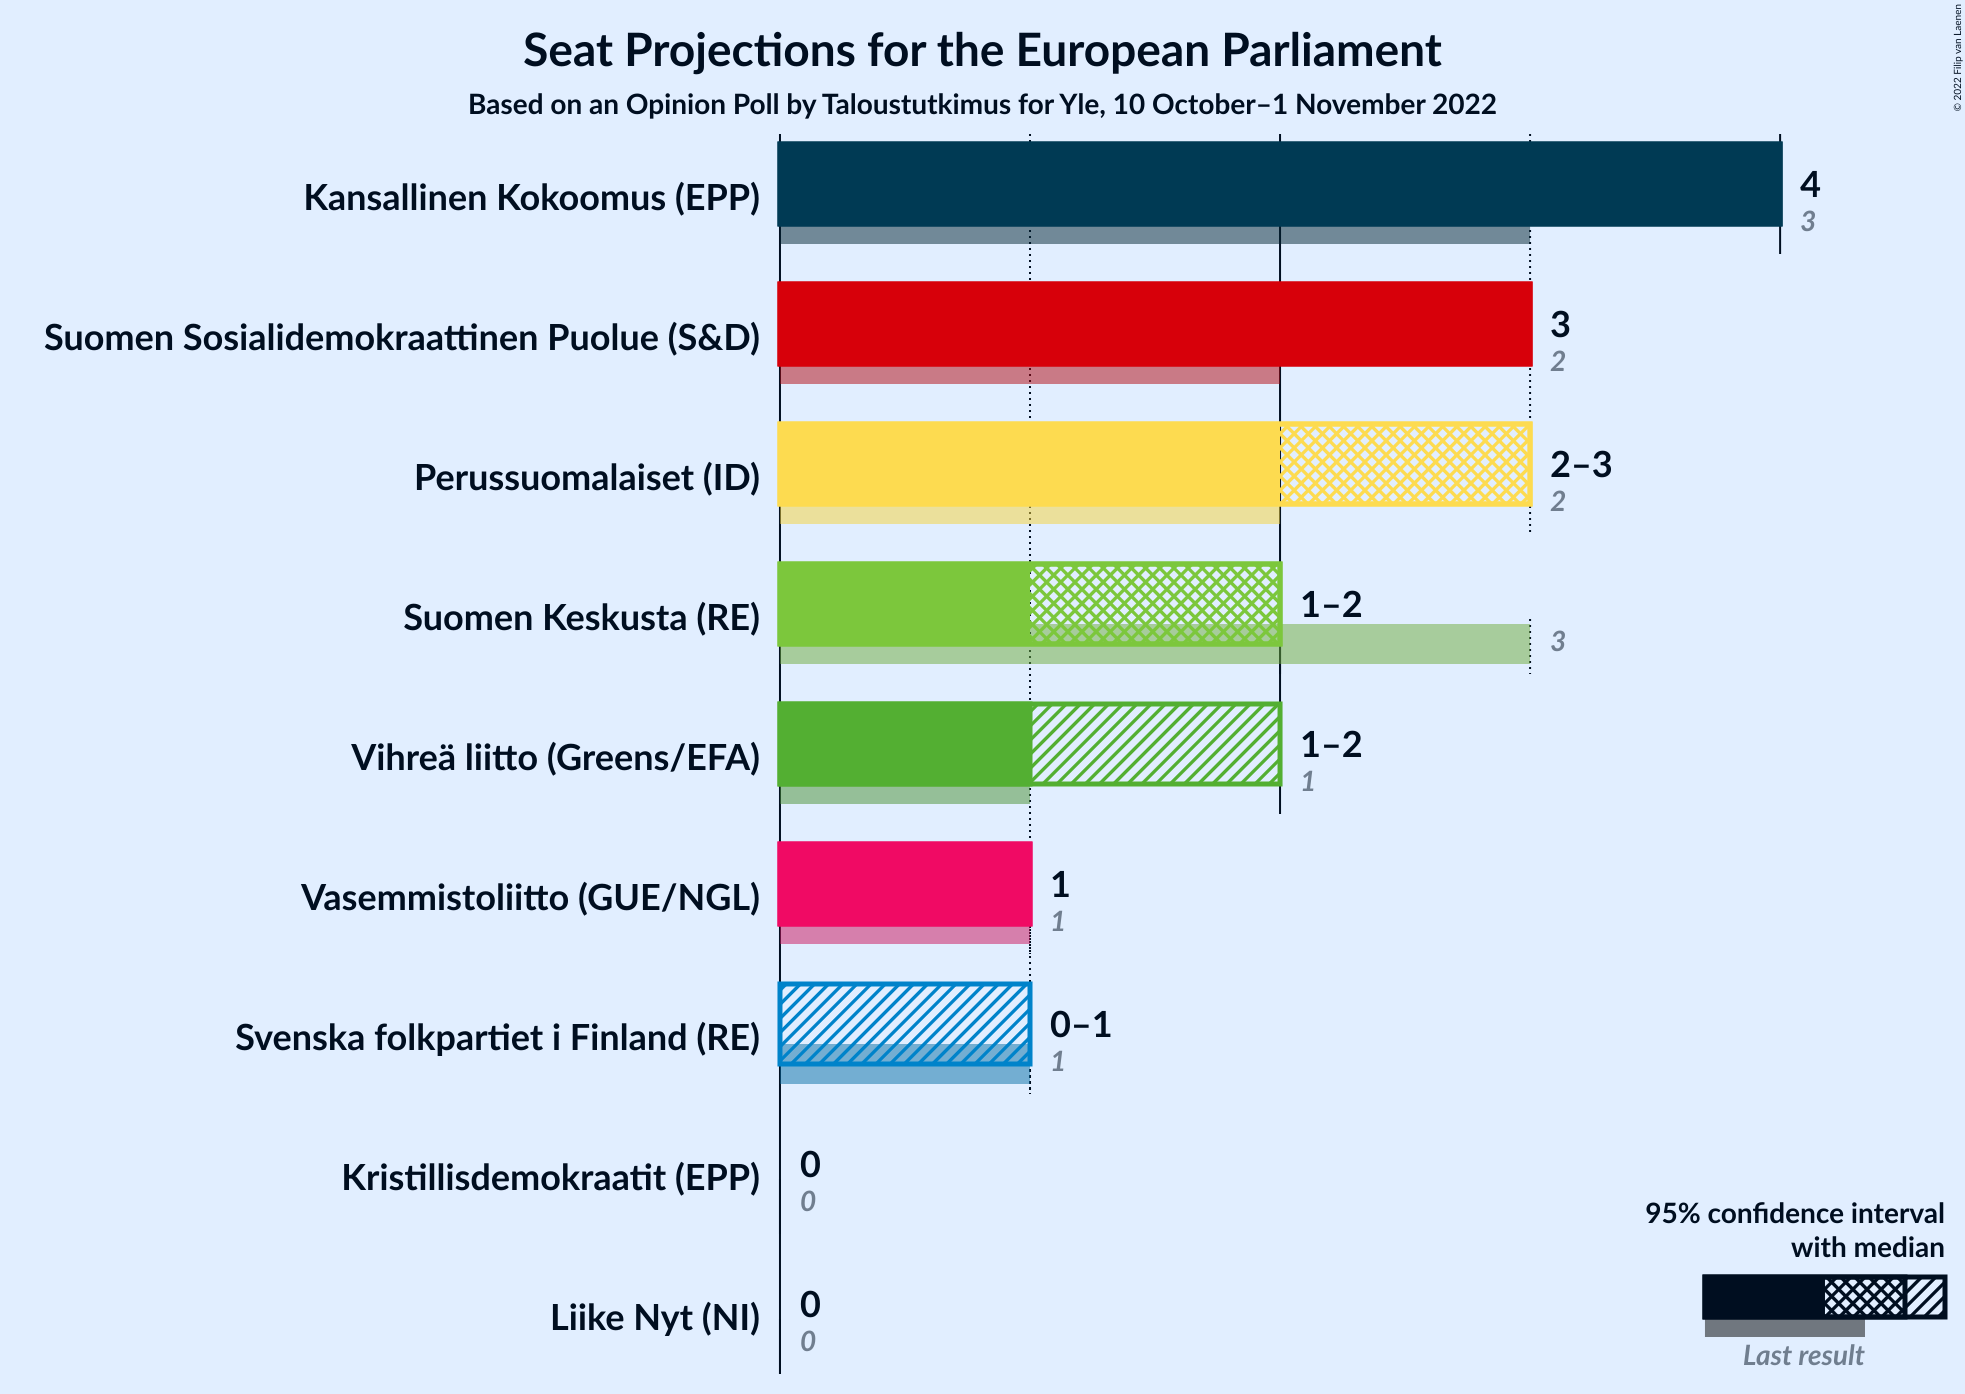 Seat Projections for the European Parliament
Based on an Opinion Poll by Taloustutkimus for Yle, 10 October–1 November 2022
© 2022 Filip van Laenen
Kansallinen Kokoomus (EPP)
4
3
Suomen Sosialidemokraattinen Puolue (S&D)
3
2
Perussuomalaiset (ID)
2–3
2
Suomen Keskusta (RE)
1–2
3
Vihreä liitto (Greens/EFA)
1–2
1
Vasemmistoliitto (GUE/NGL)
1
1
Svenska folkpartiet i Finland (RE)
0–1
1
Kristillisdemokraatit (EPP)
0
0
Liike Nyt (NI)
0
0
95% confidence interval
with median
Last result